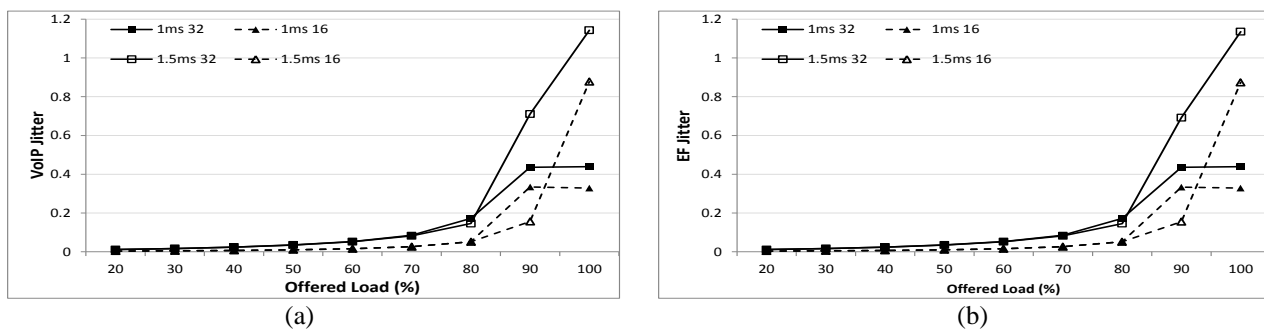 1.2
1
0.8
0.6
0.4
0.2
0
VoIP Jitter
1ms 32
1ms 16
1.5ms 32
1.5ms 16
20 30 40 50 60 70 80 90 100
Offered Load (%)
(a)
1.2
1
0.8
0.6
0.4
0.2
0
EF Jitter
1ms 32
1ms 16
1.5ms 32
1.5ms 16
20 30 40 50 60 70 80 90 100
Offered Load (%)
(b)